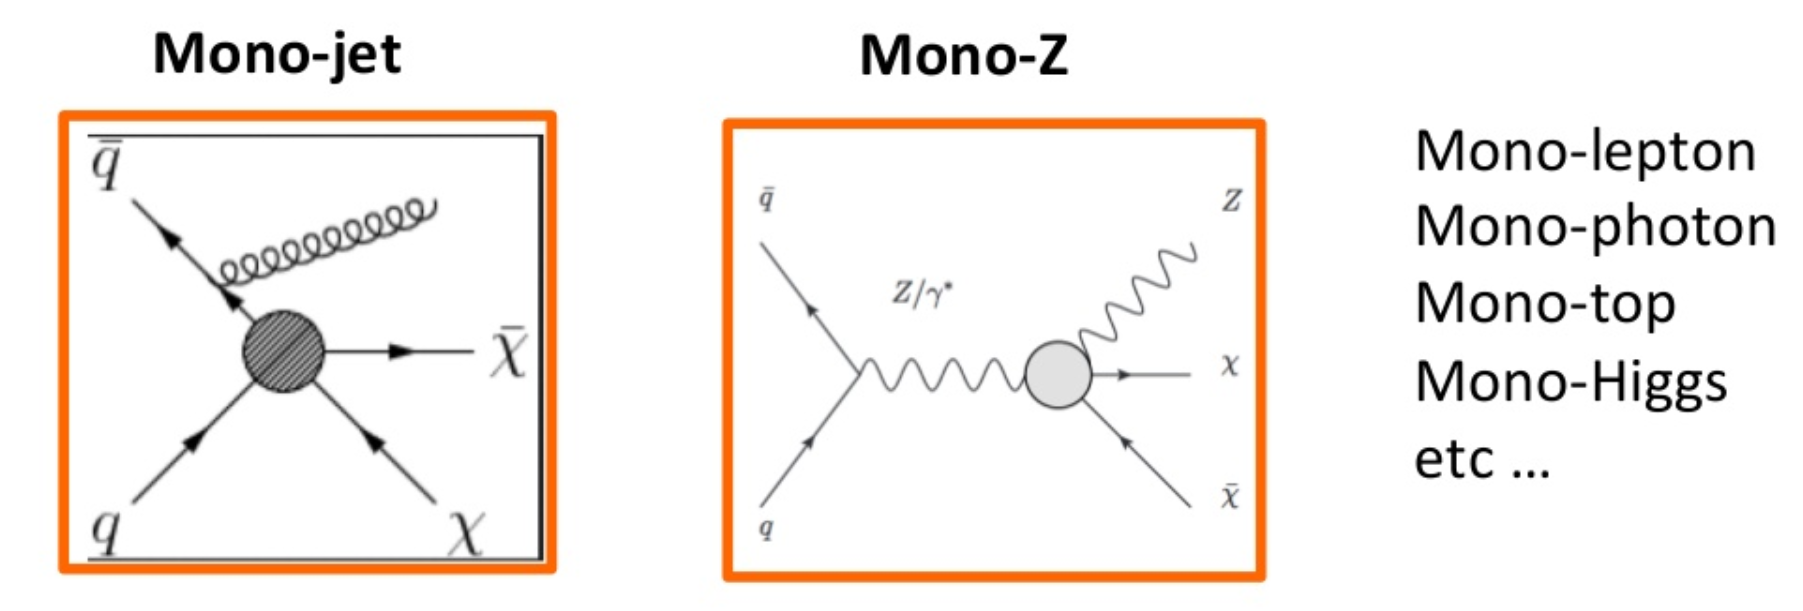 Mono-jet
q̄
χ̄
q
χ
Mono-Z
q̄
Z
Z/γ*
χ
χ̄
q
Mono-lepton
Mono-photon
Mono-top
Mono-Higgs
etc ...